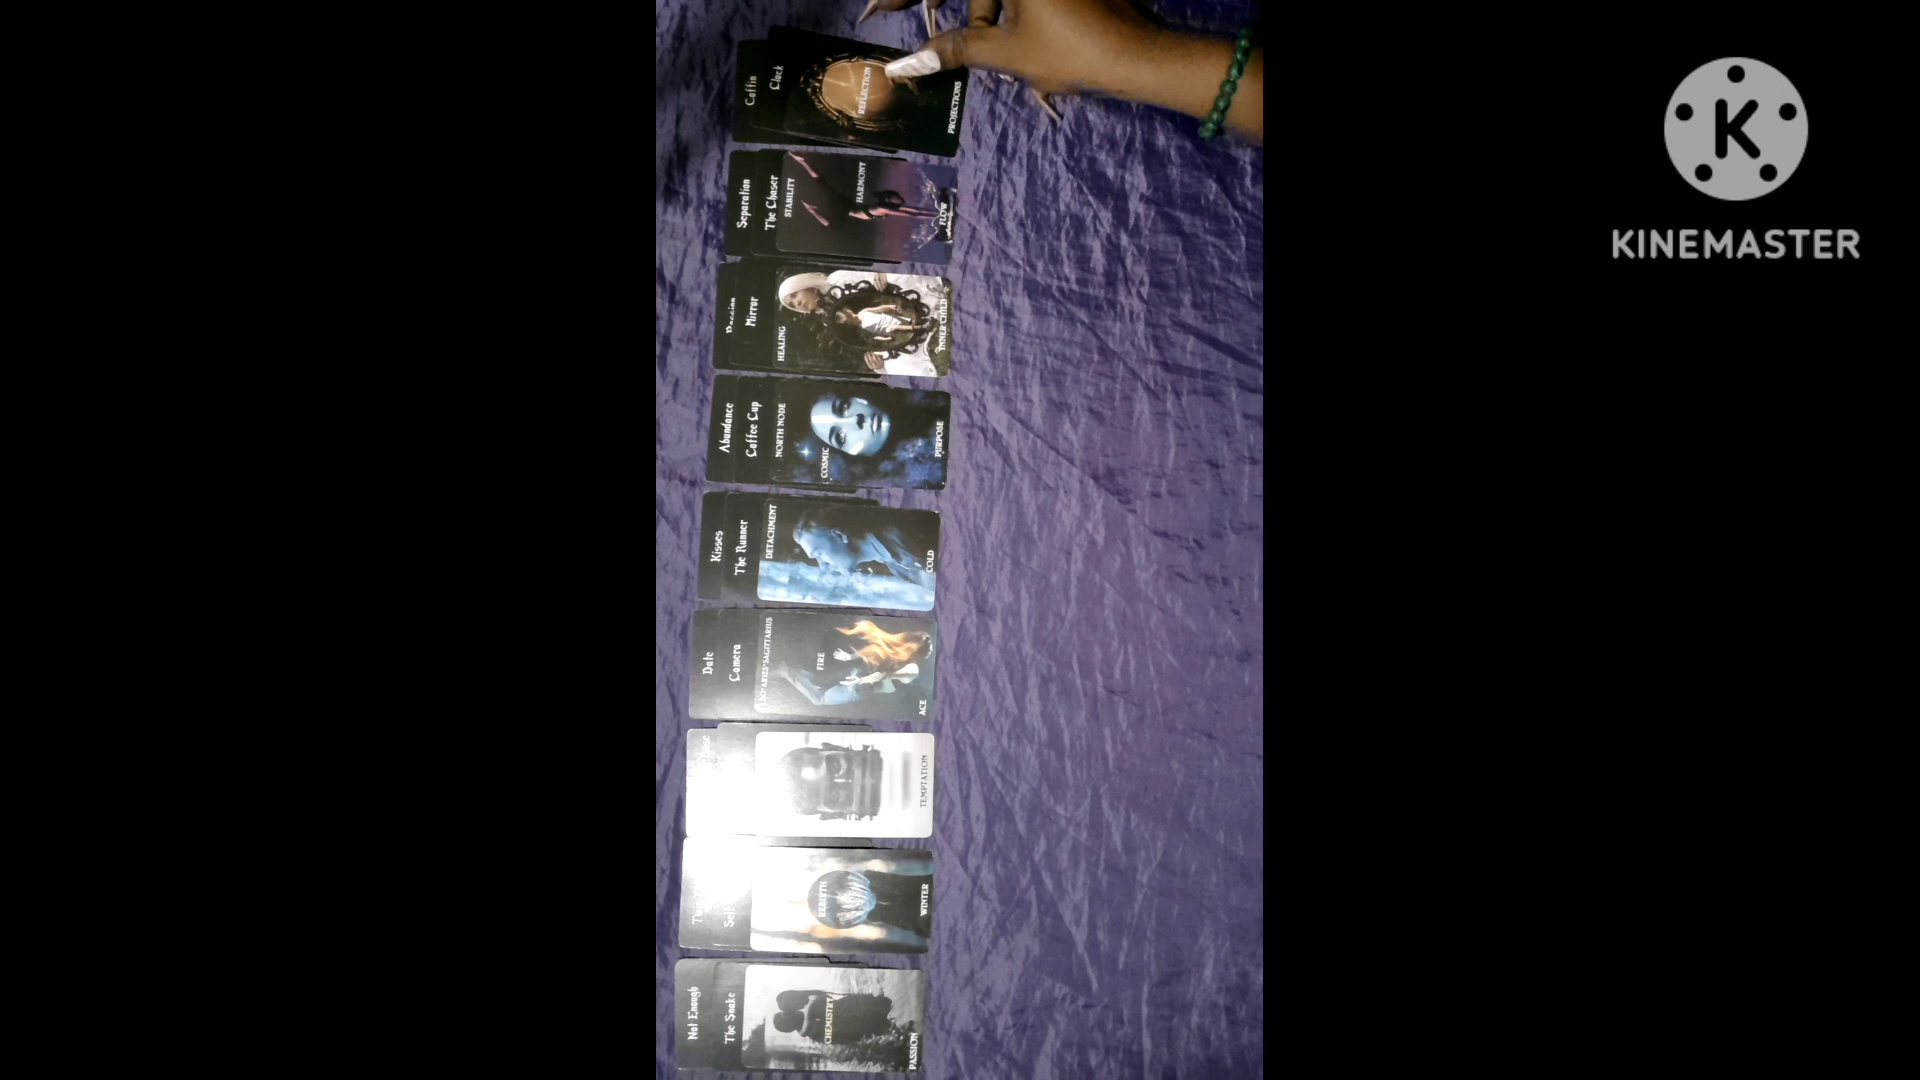 Coffin
Clock
REFLECTION
PROJECTIONS
Separation
The Chaser
STABILITY
HARMONY
FLOW
Passion
Mirror
HEALING
INNER CHILD
Abundance
Coffee Cup
NORTH NODE
COSMIC
PURPOSE
Kisses
The Runner
DETACHMENT
COLD
Date
Camera
LEO*ARIES*SAGITTARIUS
FIRE
ACE
TEMPTATION
Self
REBIRTH
WINTER
Not Enough
The Snake
CHEMISTRY
PASSION
K
KINEMASTER